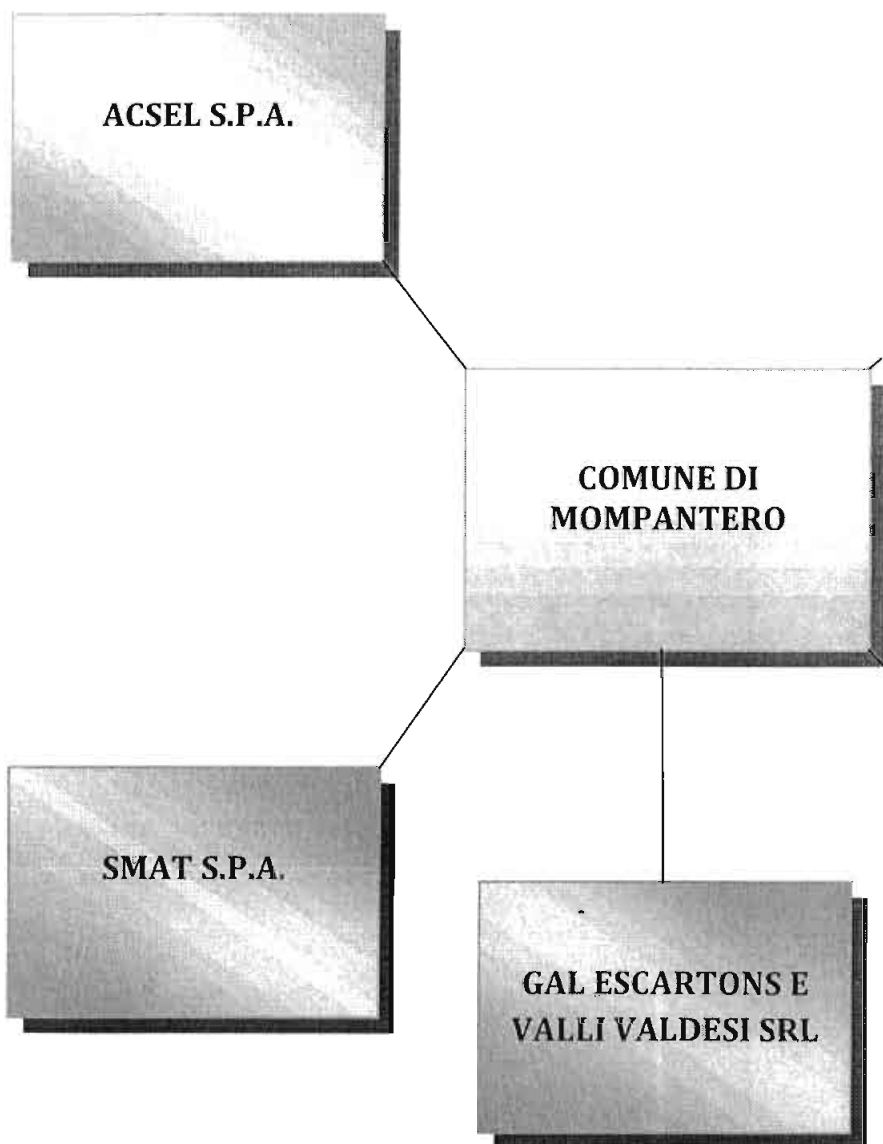 ACSEL S.P.A.
COMUNE DI
MOMPANTERO
SMAT S.P.A.
GAL ESCARTONS E
VALLI VALDESI SRL